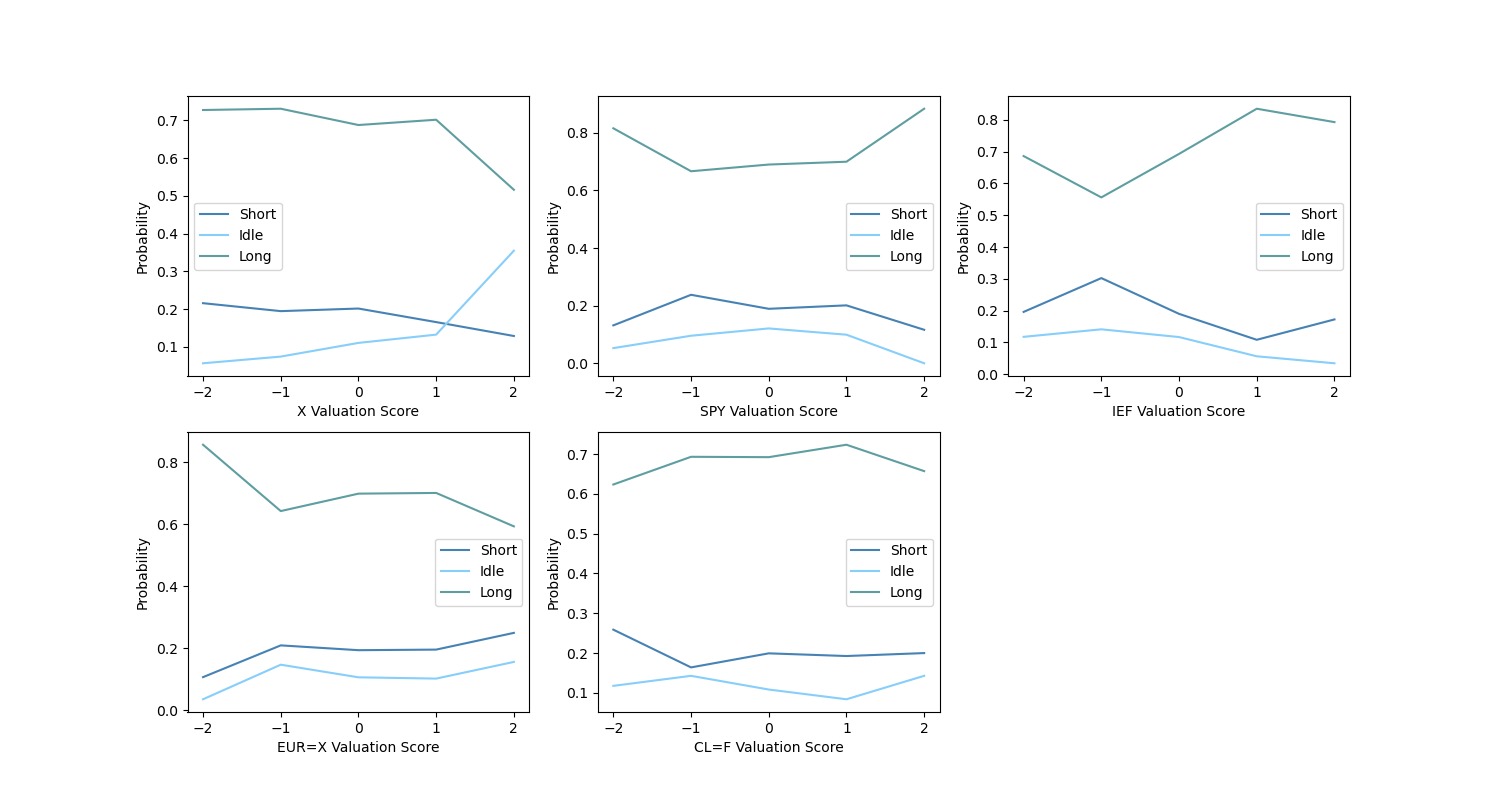 0.7
0.6
0.5
0.4
0.3
0.2
0.1
Probability
Short
Idle
Long
−2 −1 0 1 2
X Valuation Score
0.8
0.6
0.4
0.2
0.0
Probability
Short
Idle
Long
−2 −1 0 1 2
SPY Valuation Score
0.8
0.7
0.6
0.5
0.4
0.3
0.2
0.1
0.0
Probability
Short
Idle
Long
−2 −1 0 1 2
IEF Valuation Score
0.8
0.6
0.4
0.2
0.0
Probability
Short
Idle
Long
−2 −1 0 1 2
EUR=X Valuation Score
0.7
0.6
0.5
0.4
0.3
0.2
0.1
Probability
Short
Idle
Long
−2 −1 0 1 2
CL=F Valuation Score